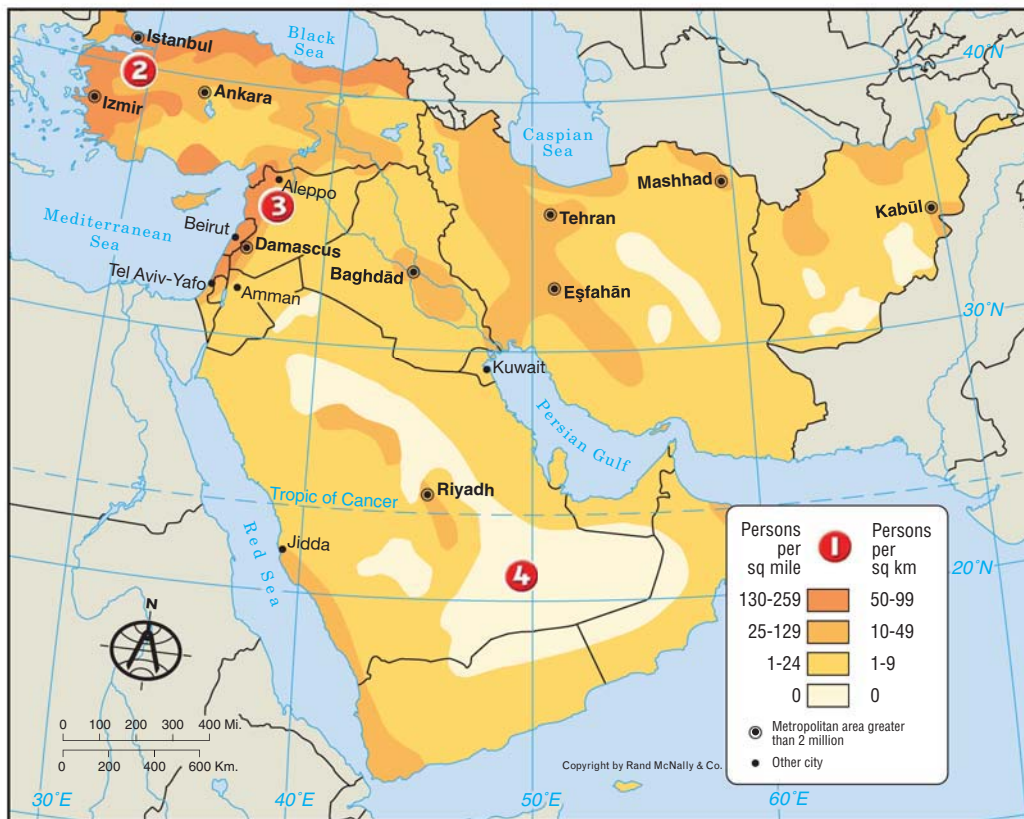 Istanbul
Black
Sea
40°N
2
Ankara
Izmir
Caspian
Sea
Mashhad
Aleppo
3
Kabūl
Tehran
Mediterranean
Sea
Beirut
Damascus
Baghdād
Tel Aviv-Yafo
Amman
Eşfahān
30°N
Kuwait
Persian Gulf
Riyadh
Tropic of Cancer
Red Sea
Jidda
4
20°N
Persons
per
sq mile
1
Persons
per
sq km
130-259 50-99
25-129 10-49
1-24 1-9
0 0
Metropolitan area greater
than 2 million
Other city
N
0 100 200 300 400 Mi.
0 200 400 600 Km.
Copyright by Rand McNally & Co.
30°E 40°E 50°E 60°E